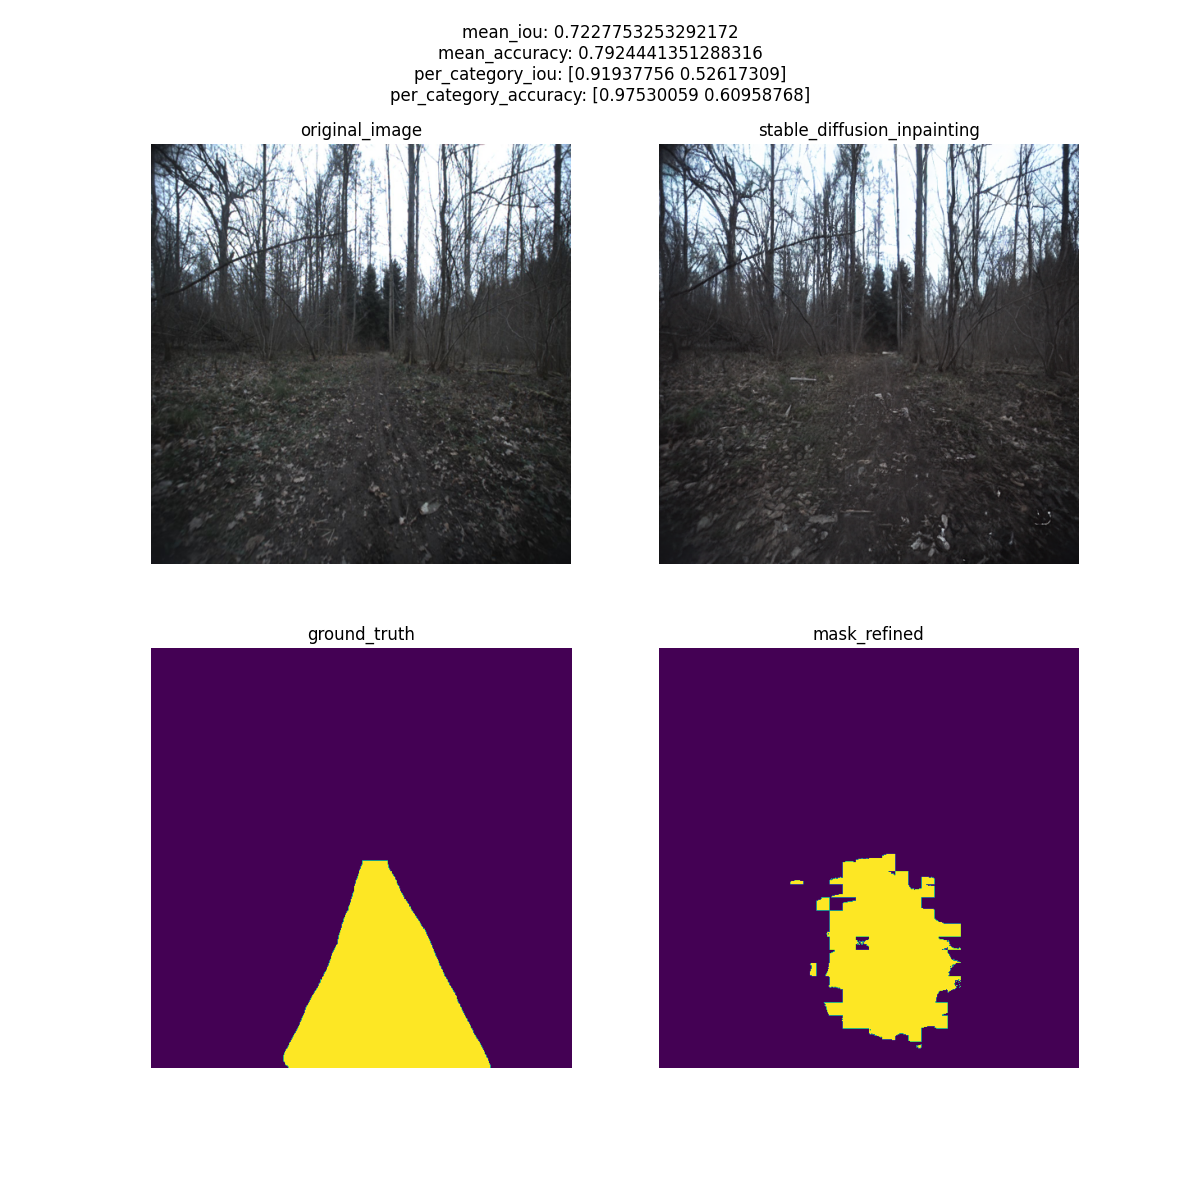 mean_iou: 0.7227753253292172
mean_accuracy: 0.7924441351288316
per_category_iou: [0.91937756 0.52617309]
per_category_accuracy: [0.97530059 0.60958768]
original_image
stable_diffusion_inpainting
ground_truth
mask_refined